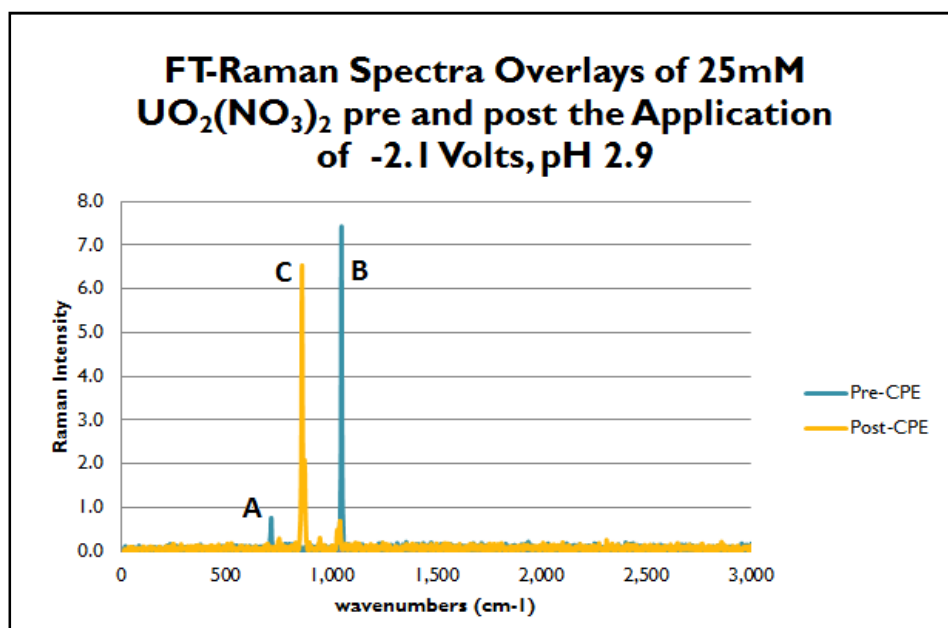 FT-Raman Spectra Overlays of 25mM
UO₂(NO₃)₂ pre and post the Application
of -2.1 Volts, pH 2.9
8.0
7.0
6.0
5.0
4.0
3.0
2.0
1.0
0.0
Raman Intensity
A
C
B
0 500 1,000 1,500 2,000 2,500 3,000
wavenumbers (cm-1)
Pre-CPE
Post-CPE